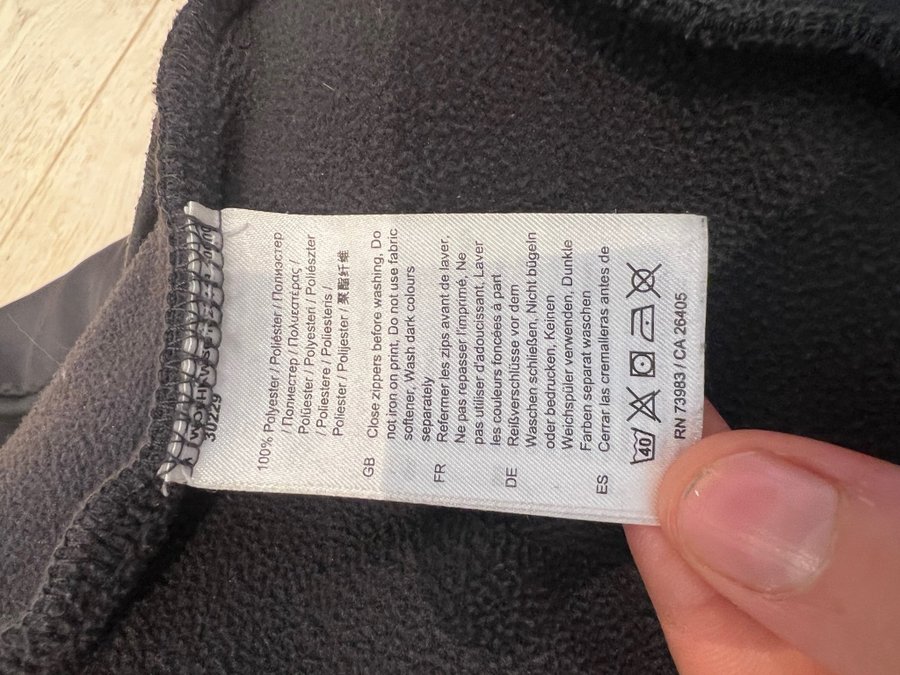 100% Polyester / Poliéster / Полиэстер
/ Полиестер / Πολυεστέρας /
Polüester / Polyesteri / Poliészter
/ Poliestere / Poliesteris /
Poliester / Polijester / 聚酯纤维
GB Close zippers before washing, Do
not iron on print, Do not use fabric
softener, Wash dark colours
separately
FR Refermer les zips avant de laver,
Ne pas repasser l'imprimé, Ne
pas utiliser d'adoucissant, Laver
les couleurs foncées à part
DE Reißverschlüsse vor dem
Waschen schließen, Nicht bügeln
oder bedrucken, Keinen
Weichspüler verwenden, Dunkle
Farben separat waschen
ES Cerrar las cremalleras antes de
40
RN 73983 / CA 26405
30229